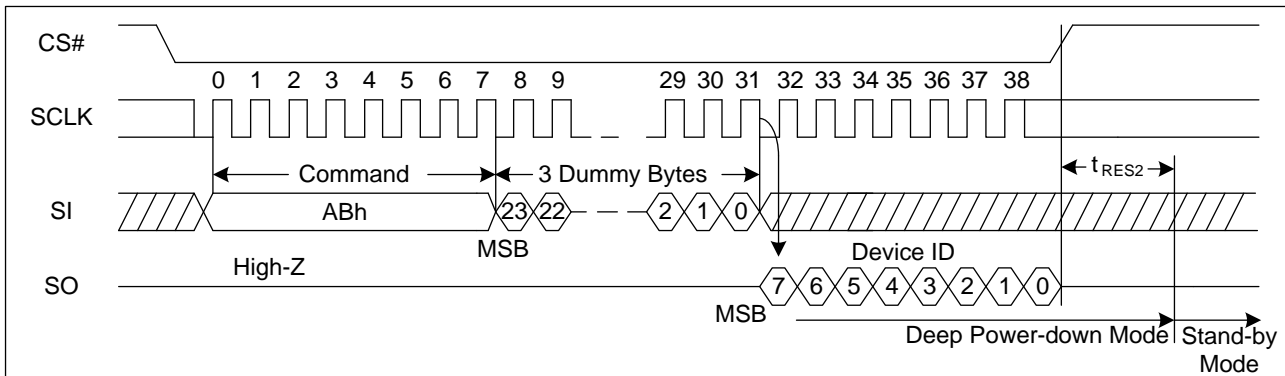 CS#
0 1 2 3 4 5 6 7 8 9 29 30 31 32 33 34 35 36 37 38
SCLK
Command 3 Dummy Bytes tRES2
SI ABh 23 22 2 1 0
MSB Device ID
High-Z
SO 7 6 5 4 3 2 1 0
MSB
Deep Power-down Mode Stand-by
Mode